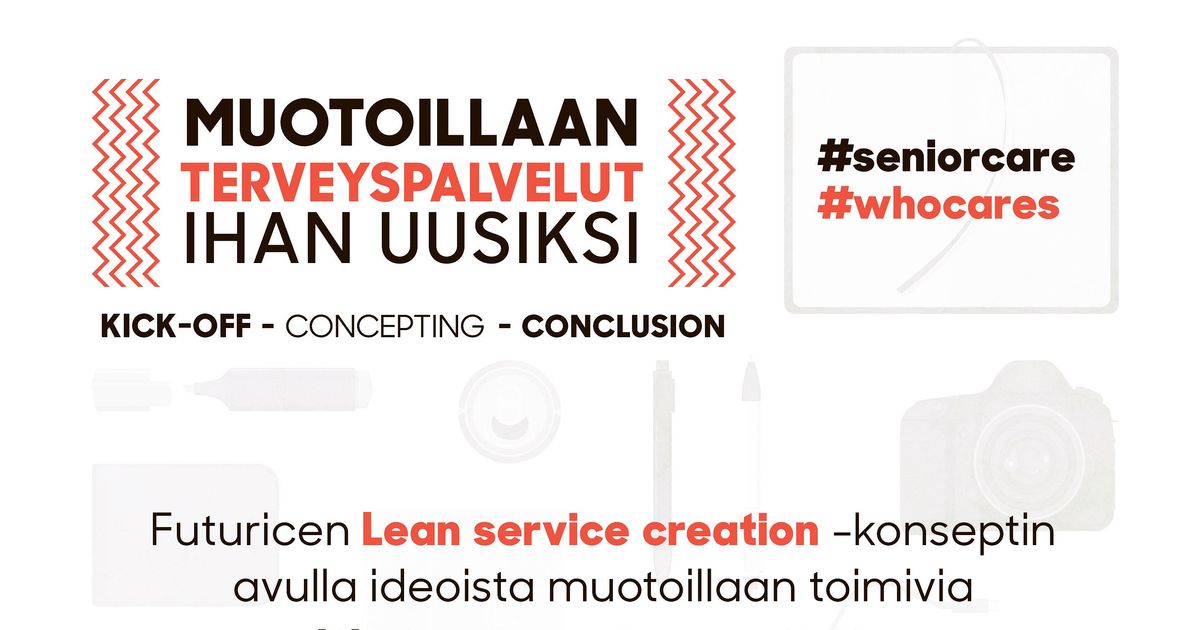 MUOTOILLAAN
TERVEYSPALVELUT
IHAN UUSIKSI
KICK-OFF - CONCEPTING - CONCLUSION
#seniorcare
#whocares
Futuricen Lean service creation -konseptin
avulla ideoista muotoillaan toimivia